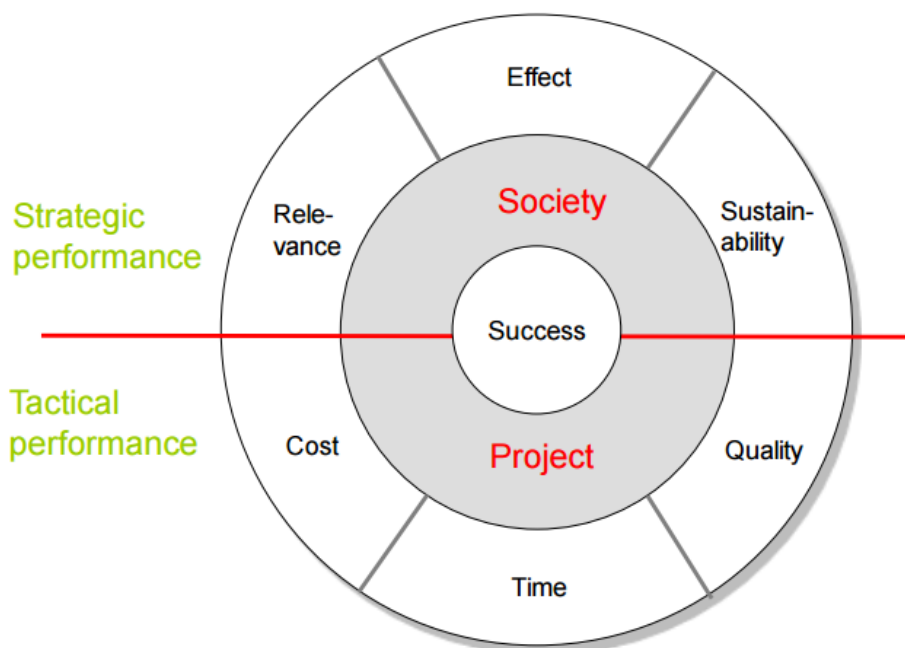 Effect
Strategic
performance
Rele-
vance
Society
Sustain-
ability
Success
Tactical
performance
Cost
Project
Quality
Time